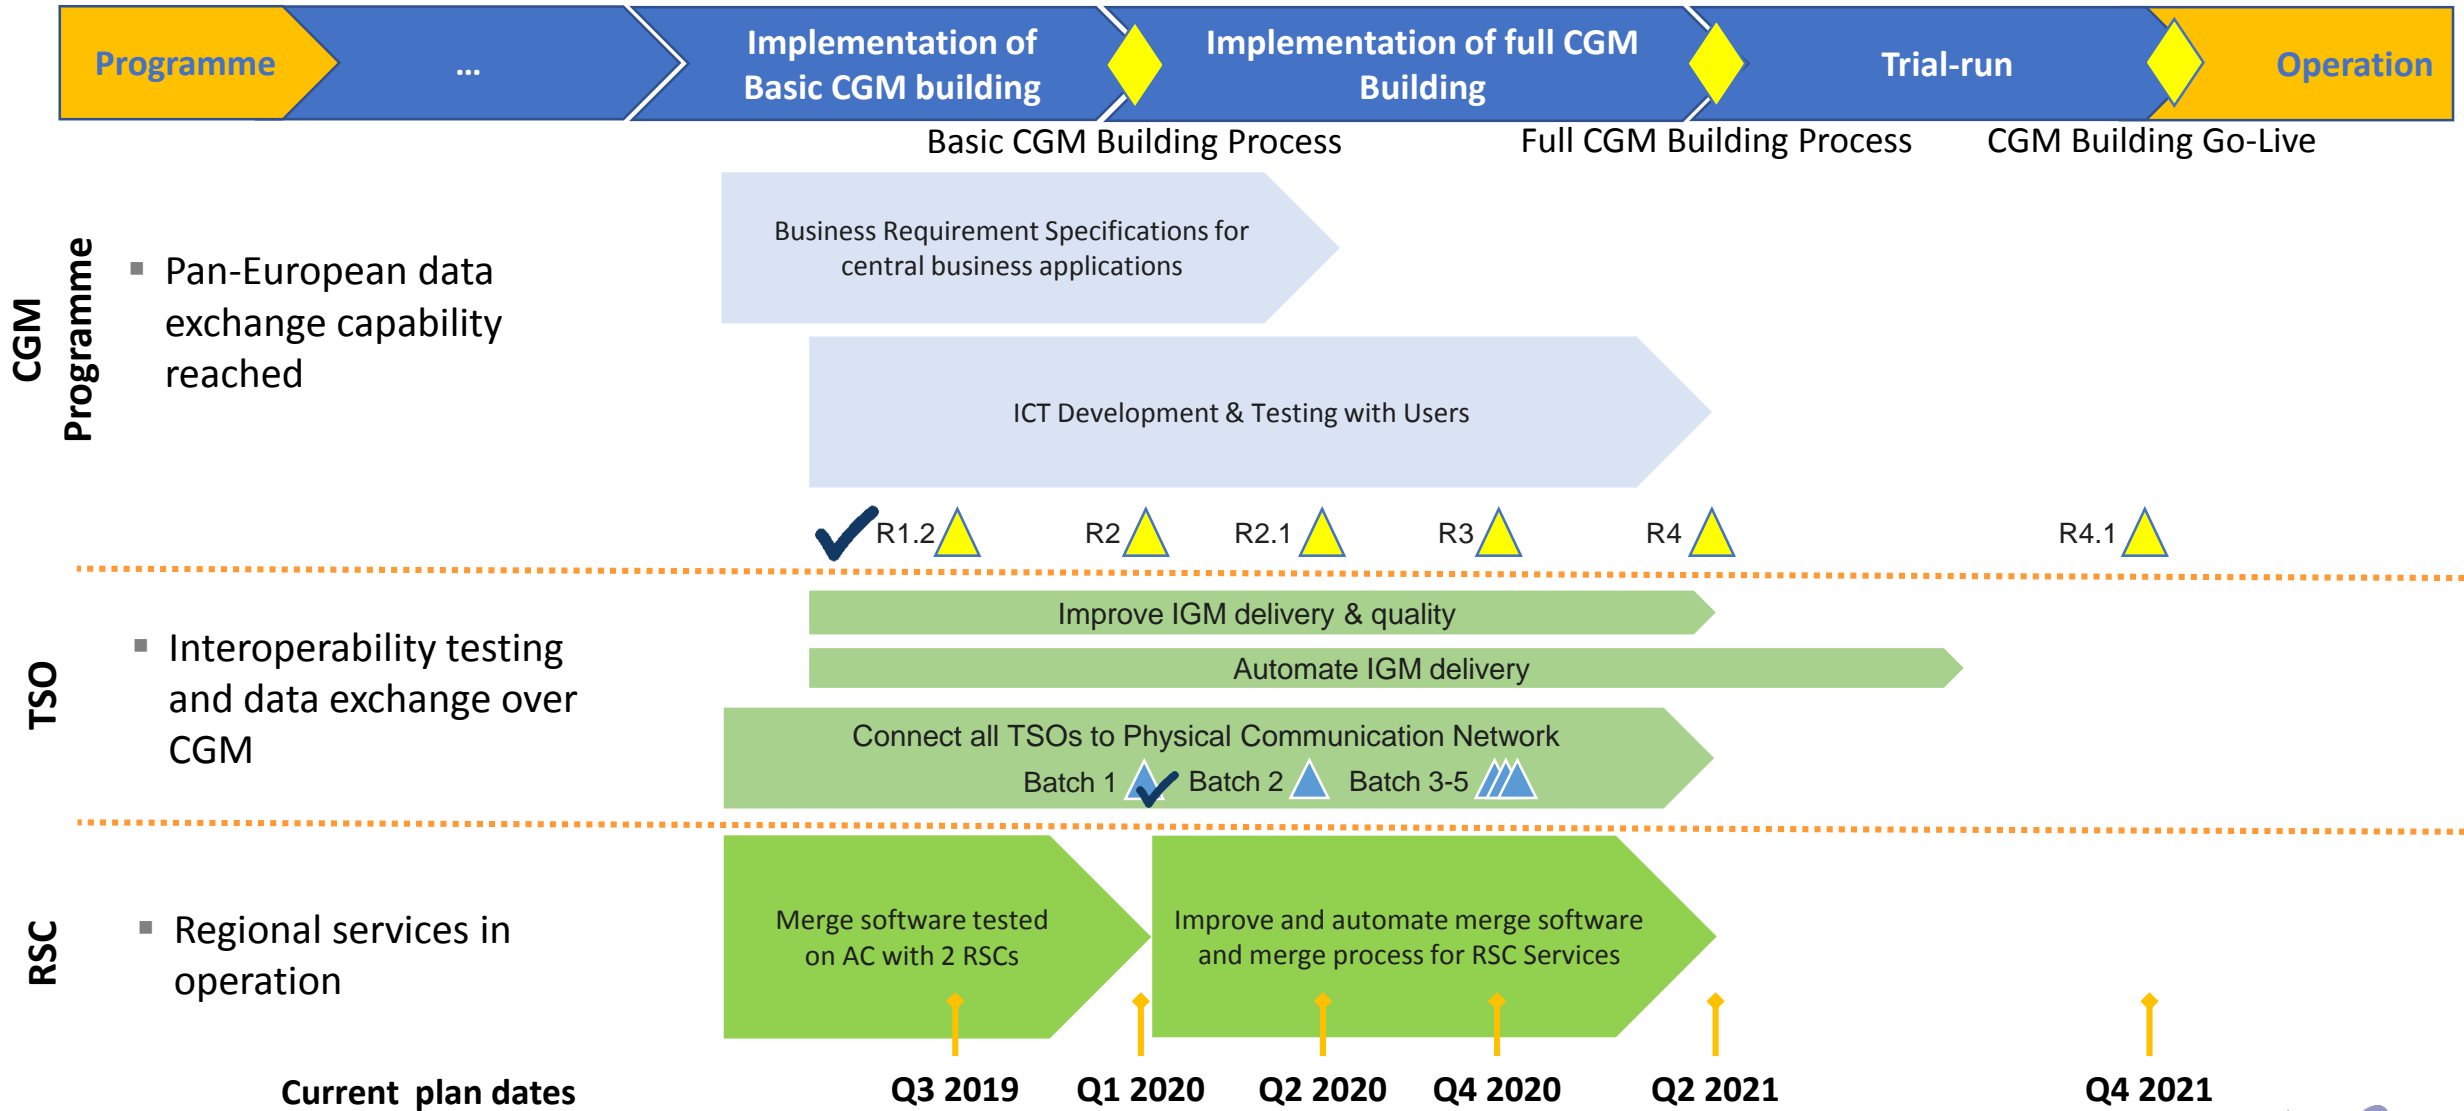 Programme
...
Implementation of
Basic CGM building
Implementation of full CGM
Building
Trial-run
Operation
Basic CGM Building Process
Full CGM Building Process
CGM Building Go-Live
CGM
Programme
▪ Pan-European data
exchange capability
reached
Business Requirement Specifications for
central business applications
ICT Development & Testing with Users
R1.2
R2
R2.1
R3
R4
R4.1
TSO
▪ Interoperability testing
and data exchange over
CGM
Improve IGM delivery & quality
Automate IGM delivery
Connect all TSOs to Physical Communication Network
Batch 1
Batch 2
Batch 3-5
RSC
▪ Regional services in
operation
Merge software tested
on AC with 2 RSCs
Improve and automate merge software
and merge process for RSC Services
Current plan dates
Q3 2019
Q1 2020
Q2 2020
Q4 2020
Q2 2021
Q4 2021